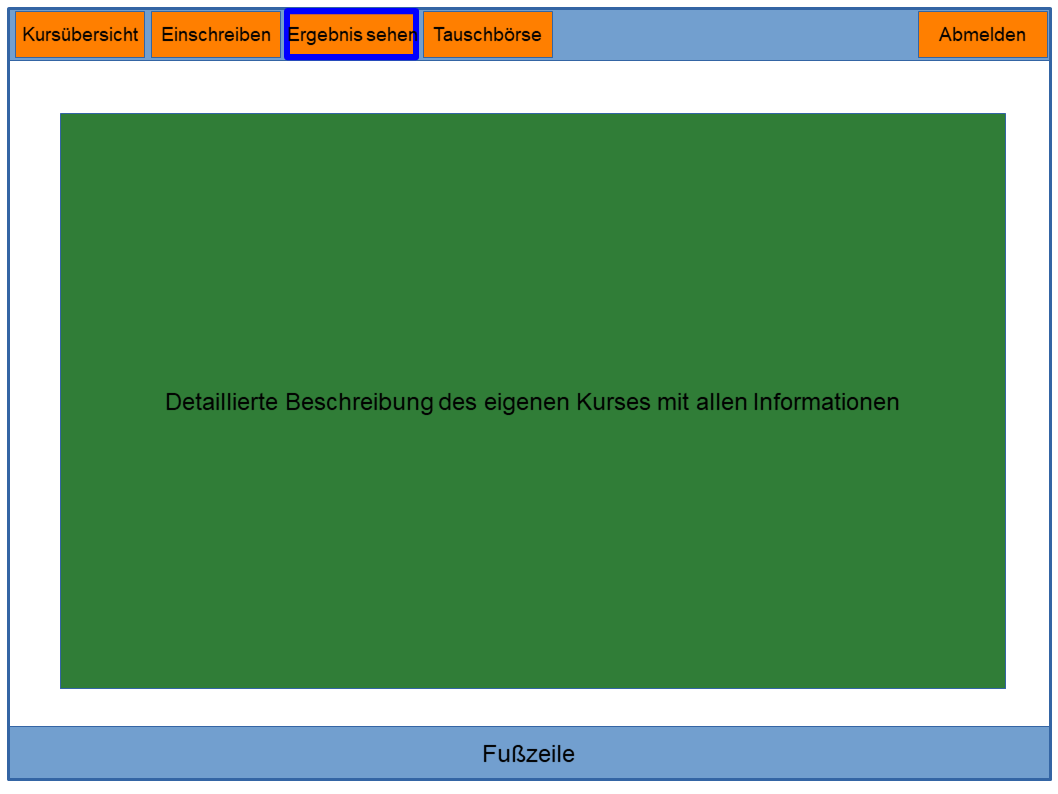 Kursübersicht Einschreiben Ergebnis sehen Tauschbörse Abmelden
Detaillierte Beschreibung des eigenen Kurses mit allen Informationen
Fußzeile